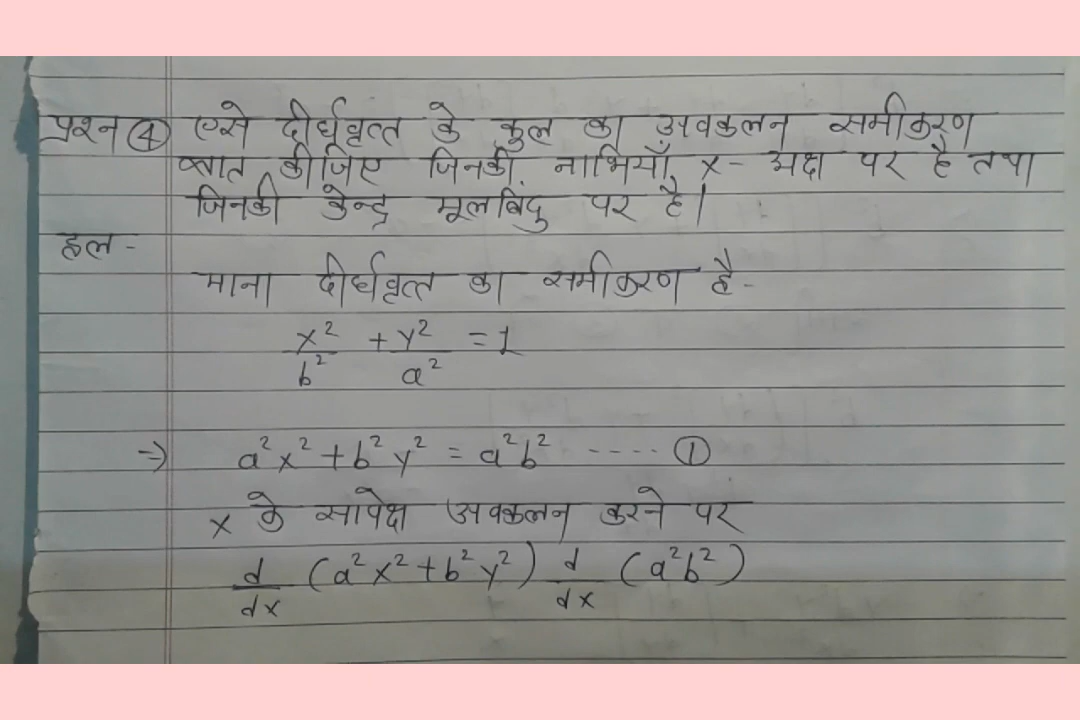 प्रश्न ④ एसे दीर्घवृत्त के कुल का अवकलन समीकरण
ज्ञात कीजिए जिनकी नाभियाँ x- अक्ष पर है तथा
जिनकी केन्द्र मूलबिंदु पर है।
हल-
माना दीर्घवृत्त का समीकरण है-
x²/b² + y²/a² = 1
⇒ a²x² + b²y² = a²b² ----- ①
x के सापेक्ष अवकलन करने पर
d/dx (a²x² + b²y²) d/dx (a²b²)